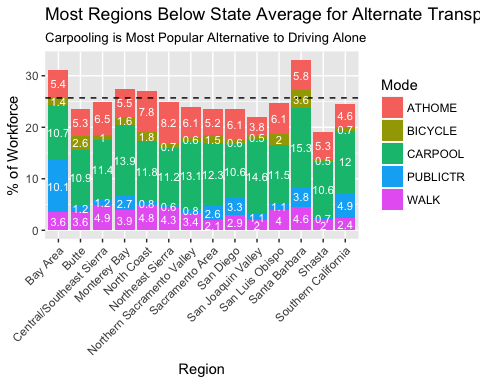 Most Regions Below State Average for Alternate Transp
Carpooling is Most Popular Alternative to Driving Alone
% of Workforce
30
20
10
0
5.4 1.4 10.7 10.1 3.6
5.3 2.6 10.9 1.2 3.6
6.5 1 11.4 1.2 4.9
5.5 1.6 13.9 2.7 3.9
7.8 1.8 11.8 0.8 4.8
8.2 0.7 11.2 0.6 4.3
6.1 0.6 13.1 0.8 3.4
5.2 1.5 12.3 2.6 2.1
6.1 0.6 10.6 3.3 2.9
3.8 0.5 14.6 1.1 2
6.1 2 11.5 1.1 4
5.8 3.6 15.3 3.8 4.6
5.3 0.5 10.6 0.7 2
4.6 0.7 12 4.9 2.4
Bay Area
Butte
Central/Southeast Sierra
Monterey Bay
North Coast
Northeast Sierra
Northern Sacramento Valley
Sacramento Area
San Diego
San Joaquin Valley
San Luis Obispo
Santa Barbara
Shasta
Southern California
Region
Mode
ATHOME
BICYCLE
CARPOOL
PUBLICTR
WALK